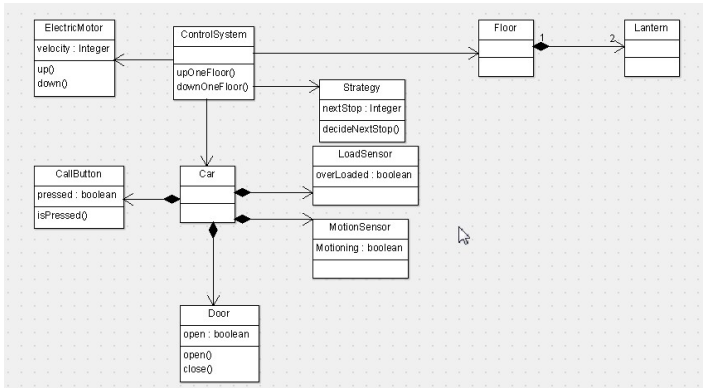 ElectricMotor
velocity : Integer
up()
down()
ControlSystem
upOneFloor()
downOneFloor()
Floor
1
2
Lantern
Strategy
nextStop : Integer
decideNextStop()
CallButton
pressed : boolean
isPressed()
Car
LoadSensor
overLoaded : boolean
MotionSensor
Motioning : boolean
Door
open : boolean
open()
close()